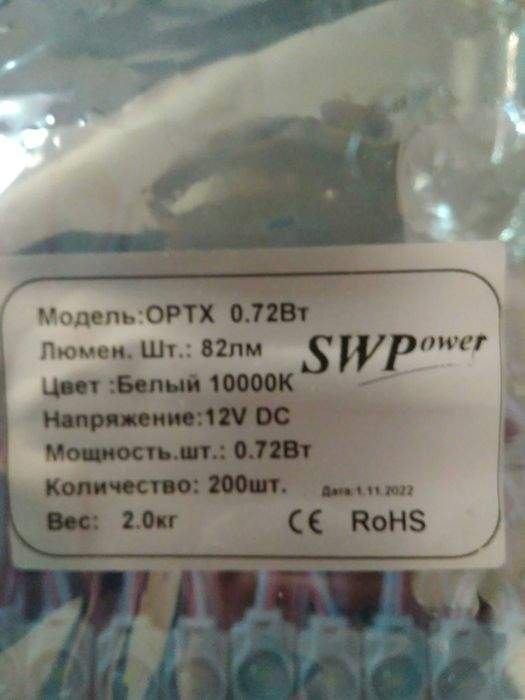 Модель:OPTX 0.72Вт
Люмен. Шт.: 82лм
SWPower
Цвет :Белый 10000К
Напряжение:12V DC
Мощность.шт.: 0.72Вт
Количество: 200шт.
Дата:1.11.2022
Вес: 2.0кг
CE RoHS